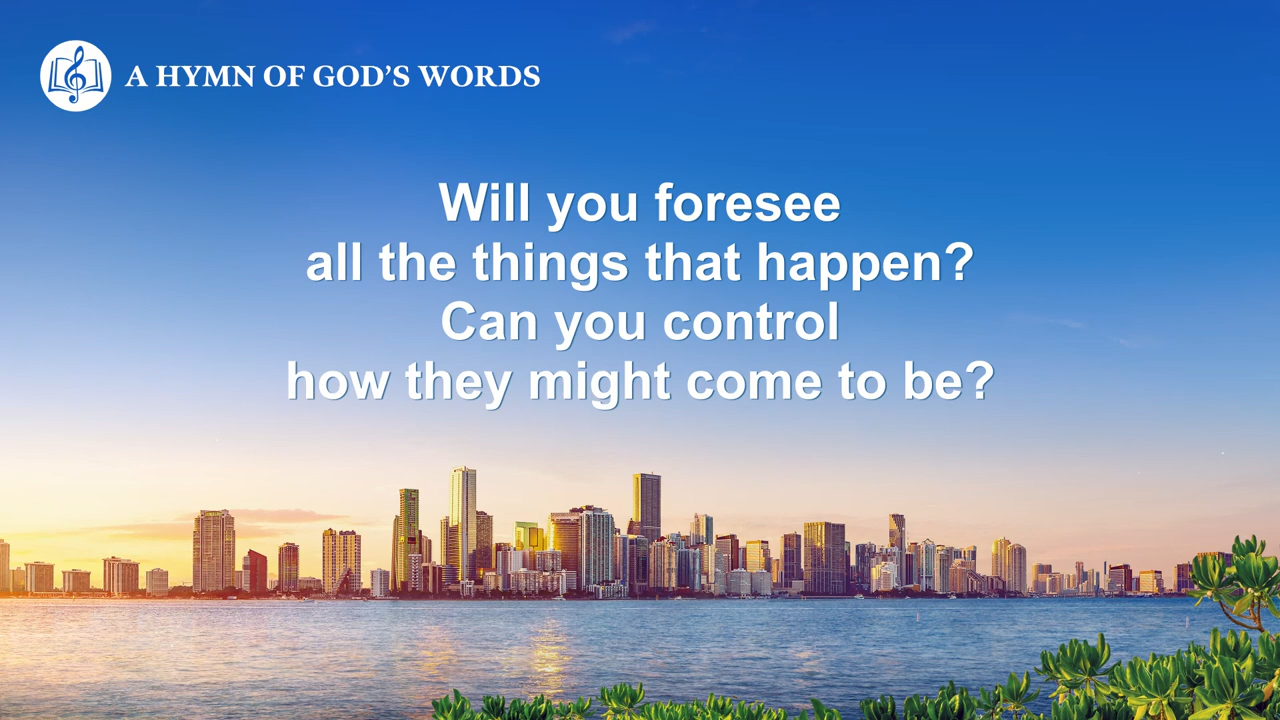 A HYMN OF GOD'S WORDS
Will you foresee
all the things that happen?
Can you control
how they might come to be?